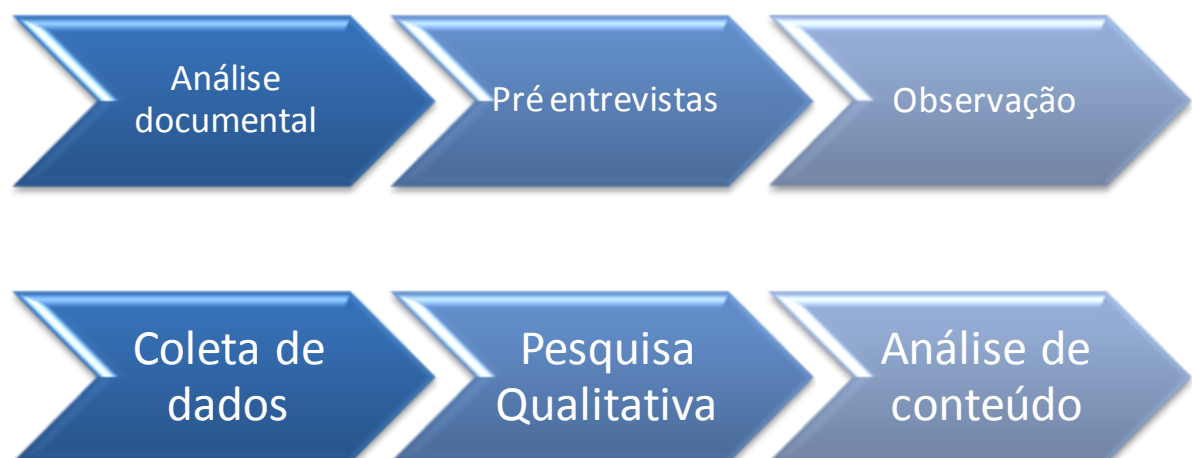 Análise
documental
Pré entrevistas
Observação
Coleta de
dados
Pesquisa
Qualitativa
Análise de
conteúdo